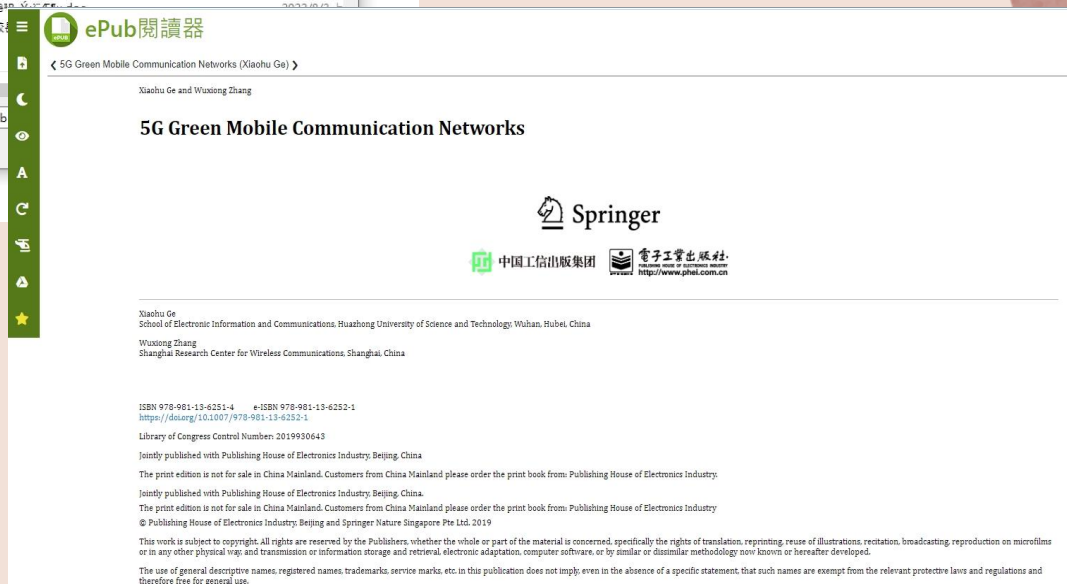 2022/8/2
ePub閱讀器
❮ 5G Green Mobile Communication Networks (Xiaohu Ge) ❯
Xiaohu Ge and Wuxiong Zhang
5G Green Mobile Communication Networks
Springer
中国工信出版集团
電子工業出版社·
PUBLISHING HOUSE OF ELECTRONICS INDUSTRY
http://www.phei.com.cn
Xiaohu Ge
School of Electronic Information and Communications, Huazhong University of Science and Technology, Wuhan, Hubei, China
Wuxiong Zhang
Shanghai Research Center for Wireless Communications, Shanghai, China
ISBN 978-981-13-6251-4 e-ISBN 978-981-13-6252-1
https://doi.org/10.1007/978-981-13-6252-1
Library of Congress Control Number: 2019930643
Jointly published with Publishing House of Electronics Industry, Beijing, China
The print edition is not for sale in China Mainland. Customers from China Mainland please order the print book from: Publishing House of Electronics Industry.
Jointly published with Publishing House of Electronics Industry, Beijing, China.
The print edition is not for sale in China Mainland. Customers from China Mainland please order the print book from: Publishing House of Electronics Industry
© Publishing House of Electronics Industry, Beijing and Springer Nature Singapore Pte Ltd. 2019
This work is subject to copyright. All rights are reserved by the Publishers, whether the whole or part of the material is concerned, specifically the rights of translation, reprinting, reuse of illustrations, recitation, broadcasting, reproduction on microfilms
or in any other physical way, and transmission or information storage and retrieval, electronic adaptation, computer software, or by similar or dissimilar methodology now known or hereafter developed.
The use of general descriptive names, registered names, trademarks, service marks, etc. in this publication does not imply, even in the absence of a specific statement, that such names are exempt from the relevant protective laws and regulations and
therefore free for general use.